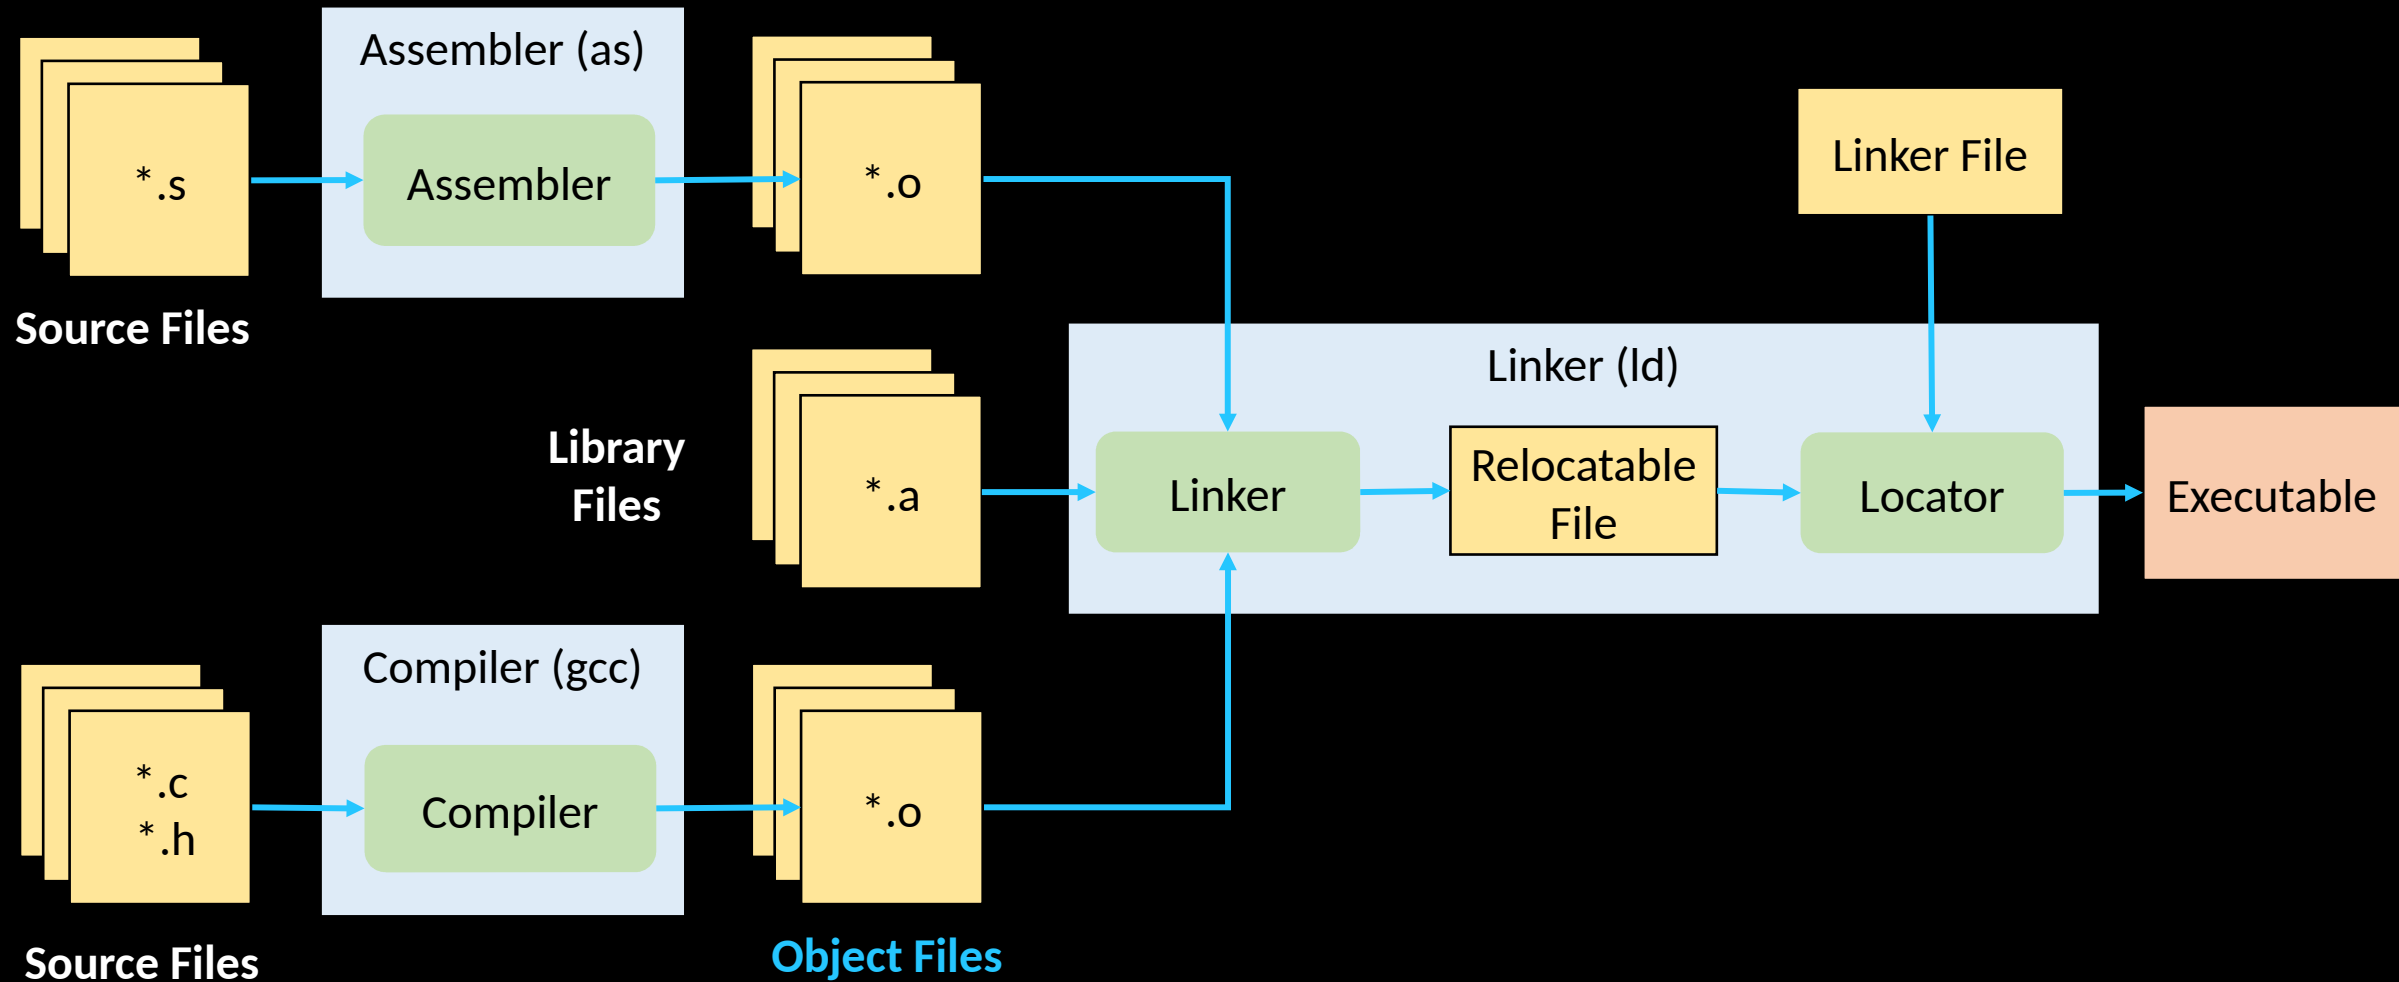 Assembler (as)
*.s
Assembler
*.o
Linker File
Source Files
Linker (ld)
Library
Files
*.a
Linker
Relocatable
File
Locator
Executable
Compiler (gcc)
*.c
*.h
Compiler
*.o
Source Files
Object Files